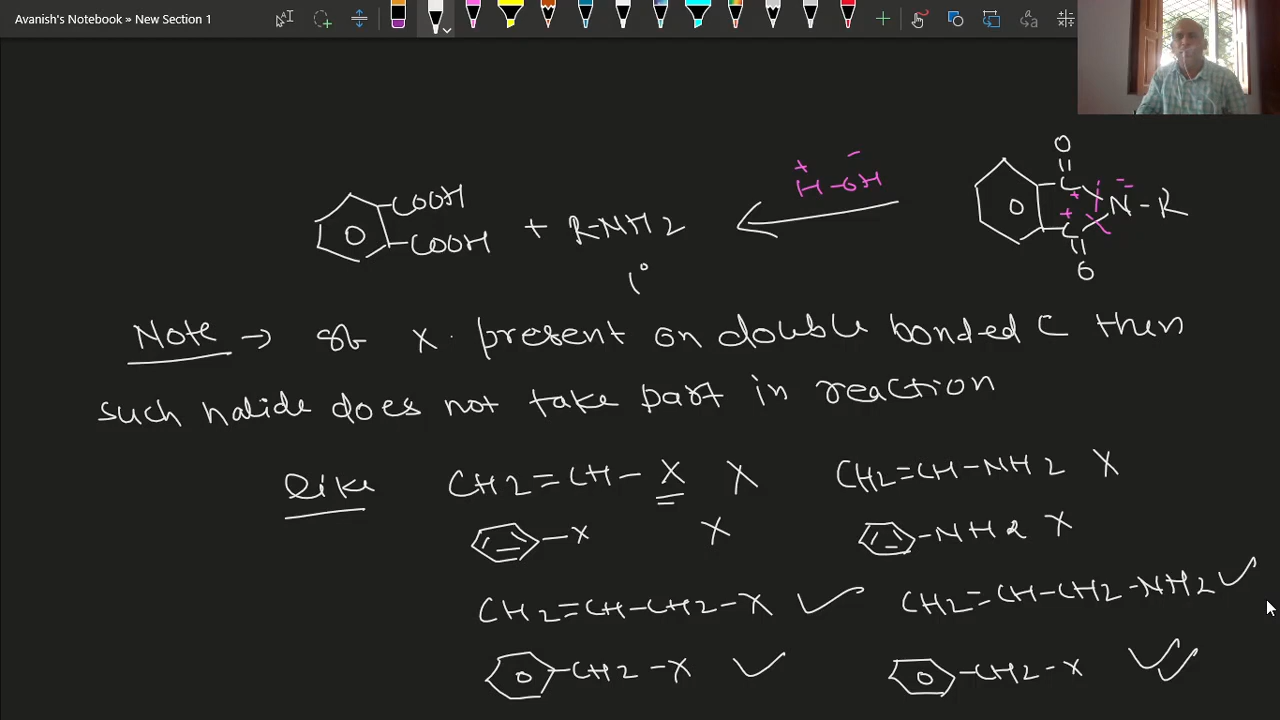 Avanish's Notebook » New Section 1
O
+ −
H-OH
COOH
COOH
+ R-NH2
1°
C
N-R
C
O
Note → If X present on double bonded C then
such halide does not take part in reaction
like
CH2=CH-X X
CH2=CH-NH2 X
-X X
-NH2 X
CH2=CH-CH2-X ✓
CH2=CH-CH2-NH2 ✓
-CH2-X ✓
-CH2-X ✓